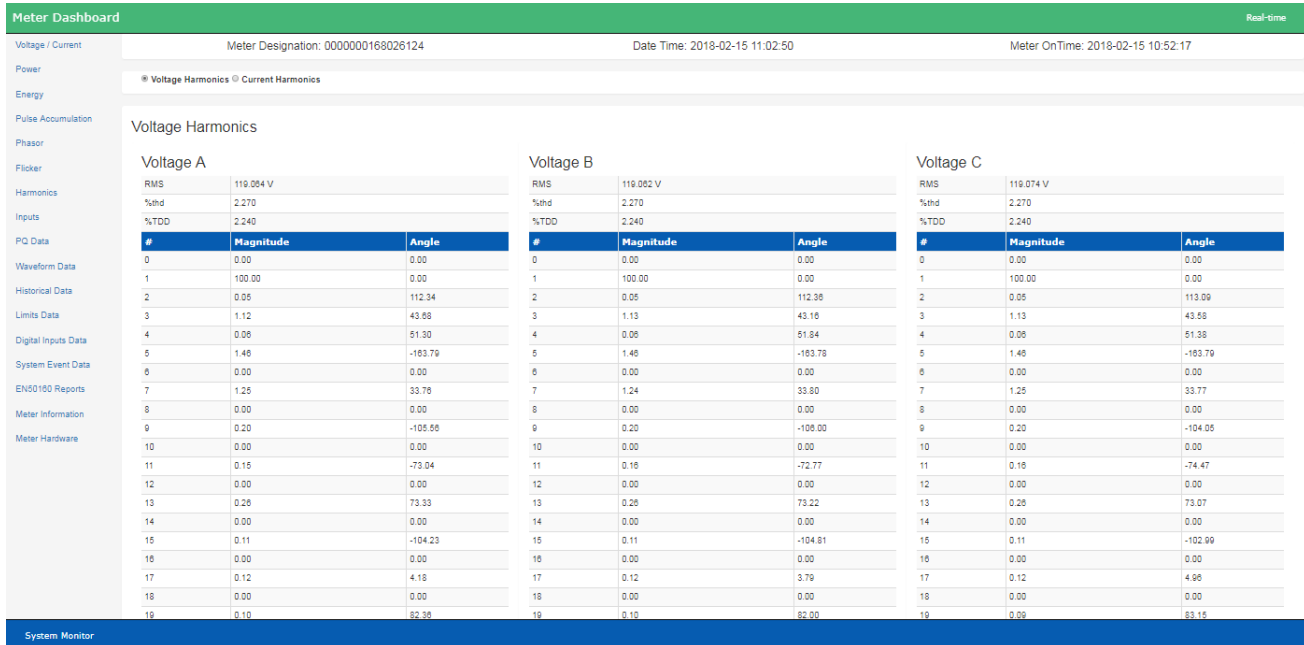 Meter Dashboard Real-time
Voltage / Current
Power
Energy
Pulse Accumulation
Phasor
Flicker
Harmonics
Inputs
PQ Data
Waveform Data
Historical Data
Limits Data
Digital Inputs Data
System Event Data
EN50160 Reports
Meter Information
Meter Hardware
Meter Designation: 0000000168026124 Date Time: 2018-02-15 11:02:50 Meter OnTime: 2018-02-15 10:52:17
Voltage Harmonics Current Harmonics
Voltage Harmonics
Voltage A Voltage B Voltage C
RMS 119.064 V RMS 119.062 V RMS 119.074 V
%thd 2.270 %thd 2.270 %thd 2.270
%TDD 2.240 %TDD 2.240 %TDD 2.240
# Magnitude Angle # Magnitude Angle # Magnitude Angle
0 0.00 0.00 0 0.00 0.00 0 0.00 0.00
1 100.00 0.00 1 100.00 0.00 1 100.00 0.00
2 0.05 112.34 2 0.05 112.36 2 0.05 113.09
3 1.12 43.68 3 1.13 43.16 3 1.13 43.58
4 0.06 51.30 4 0.06 51.84 4 0.06 51.38
5 1.46 -163.79 5 1.46 -163.78 5 1.46 -163.79
6 0.00 0.00 6 0.00 0.00 6 0.00 0.00
7 1.25 33.76 7 1.24 33.80 7 1.25 33.77
8 0.00 0.00 8 0.00 0.00 8 0.00 0.00
9 0.20 -105.56 9 0.20 -106.00 9 0.20 -104.05
10 0.00 0.00 10 0.00 0.00 10 0.00 0.00
11 0.15 -73.04 11 0.16 -72.77 11 0.16 -74.47
12 0.00 0.00 12 0.00 0.00 12 0.00 0.00
13 0.26 73.33 13 0.26 73.22 13 0.26 73.07
14 0.00 0.00 14 0.00 0.00 14 0.00 0.00
15 0.11 -104.23 15 0.11 -104.81 15 0.11 -102.99
16 0.00 0.00 16 0.00 0.00 16 0.00 0.00
17 0.12 4.18 17 0.12 3.79 17 0.12 4.96
18 0.00 0.00 18 0.00 0.00 18 0.00 0.00
19 0.10 82.36 19 0.10 82.00 19 0.09 83.15
System Monitor